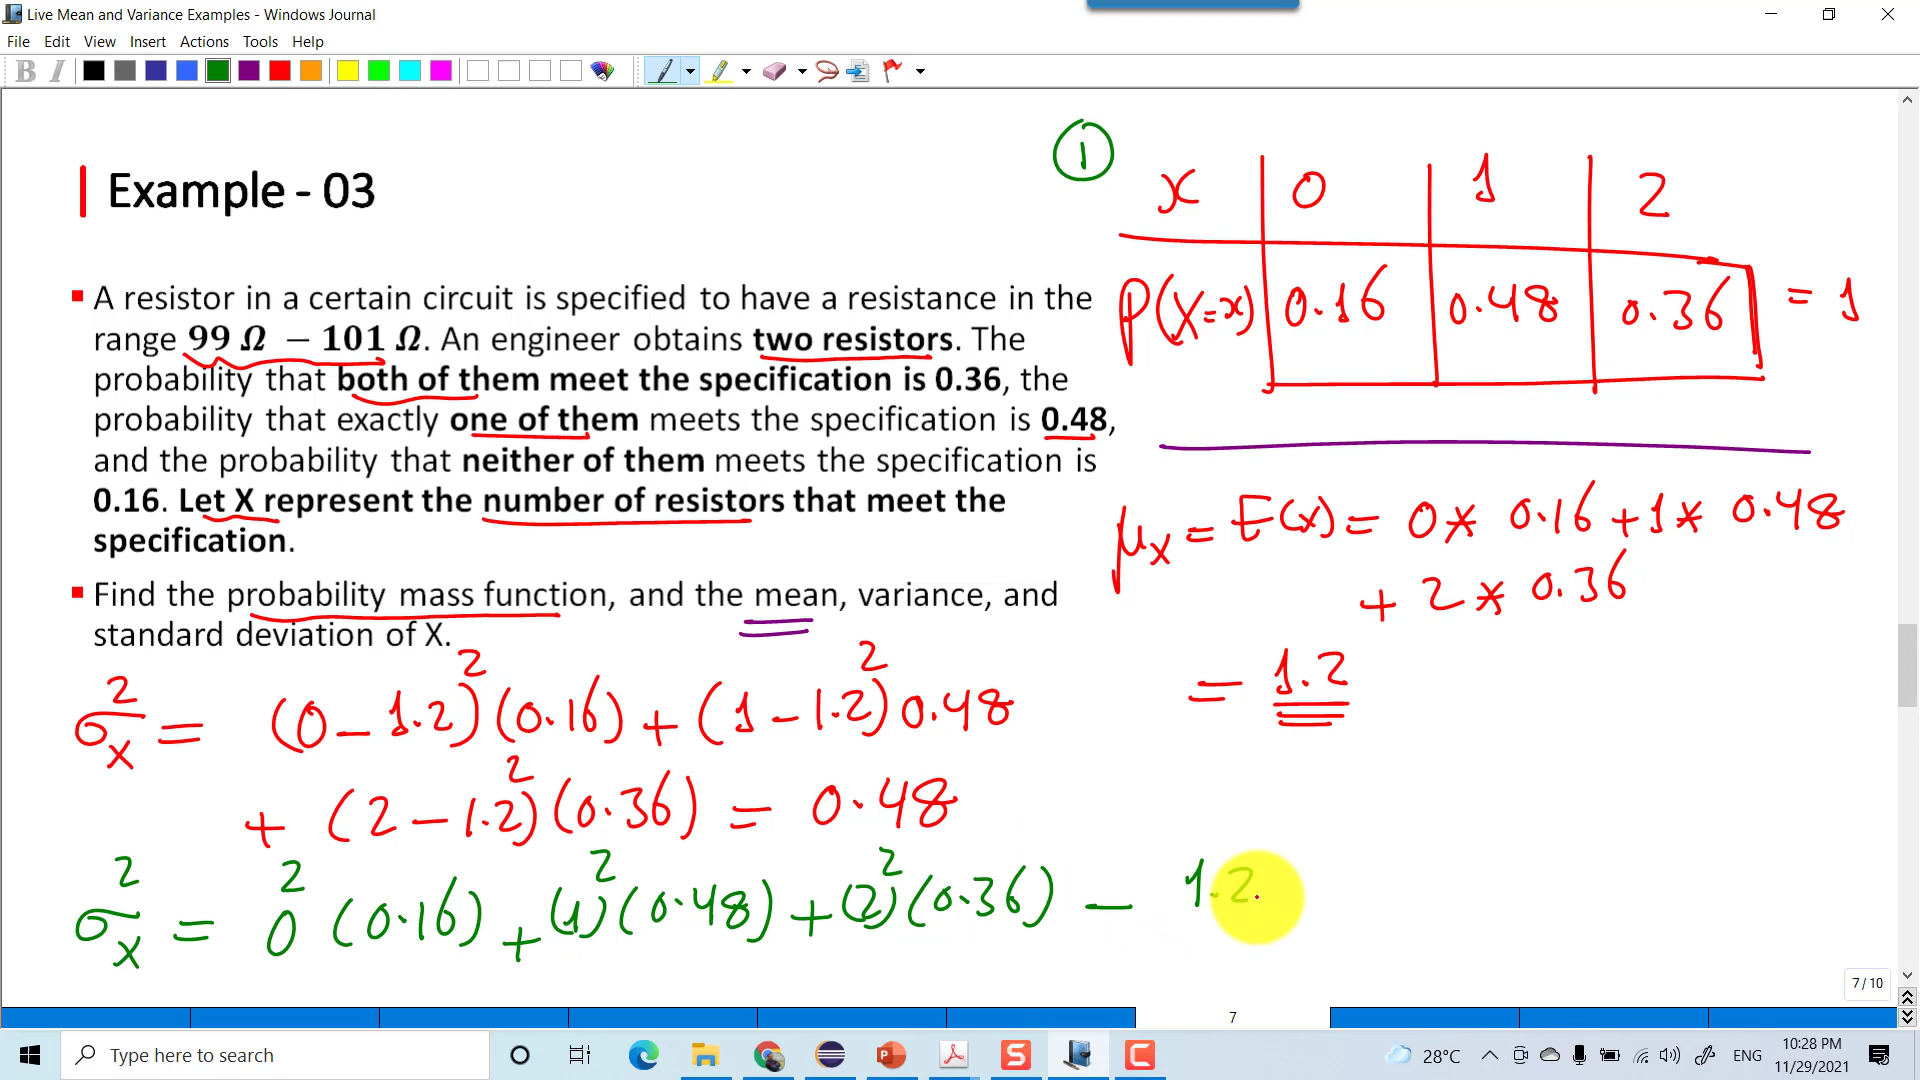 Live Mean and Variance Examples - Windows Journal
File Edit View Insert Actions Tools Help
B I
Example - 03
A resistor in a certain circuit is specified to have a resistance in the
range 99 Ω − 101 Ω. An engineer obtains two resistors. The
probability that both of them meet the specification is 0.36, the
probability that exactly one of them meets the specification is 0.48,
and the probability that neither of them meets the specification is
0.16. Let X represent the number of resistors that meet the
specification.
Find the probability mass function, and the mean, variance, and
standard deviation of X.
σx² = (0 − 1.2)² (0.16) + (1 − 1.2)² 0.48
+ (2 − 1.2)² (0.36) = 0.48
σx² = 0² (0.16) + (1)² (0.48) + (2)² (0.36) − 1.2
1
x 0 1 2
P(X=x) 0.16 0.48 0.36 = 1
μx = E(x) = 0 * 0.16 + 1 * 0.48
+ 2 * 0.36
= 1.2
7 / 10
7
Type here to search
28°C
ENG
10:28 PM
11/29/2021